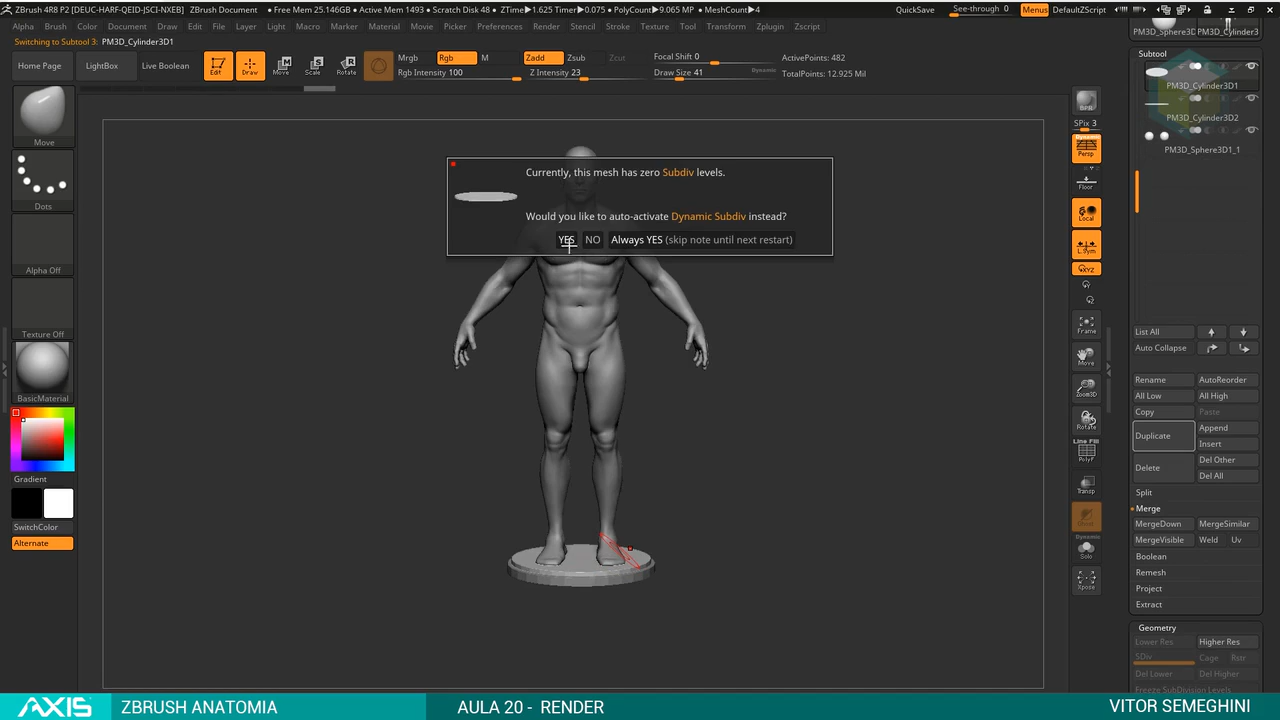 ZBrush 4R8 P2 [DEUC-HARF-QEID-JSCI-NXEB] ZBrush Document • Free Mem 25.146GB • Active Mem 1493 • Scratch Disk 48 • ZTime▶1.625 Timer▶0.075 • PolyCount▶9.065 MP • MeshCount▶4 QuickSave See-through 0 Menus DefaultZScript
Alpha Brush Color Document Draw Edit File Layer Light Macro Marker Material Movie Picker Preferences Render Stencil Stroke Texture Tool Transform Zplugin Zscript
Switching to Subtool 3: PM3D_Cylinder3D1
Home Page LightBox Live Boolean Edit Draw Move Scale Rotate
Mrgb Rgb M Zadd Zsub Zcut Focal Shift 0 ActivePoints: 482
Rgb Intensity 100 Z Intensity 23 Draw Size 41 Dynamic TotalPoints: 12.925 Mil
Move
Dots
Alpha Off
Texture Off
BasicMaterial
Gradient
SwitchColor
Alternate
Currently, this mesh has zero Subdiv levels.
Would you like to auto-activate Dynamic Subdiv instead?
YES NO Always YES (skip note until next restart)
BPR
SPix 3
Dynamic
Persp
Floor
Local
L.Sym
XYZ
Frame
Move
Zoom3D
Rotate
Line Fill
PolyF
Transp
Ghost
Dynamic
Solo
Xpose
PM3D_Sphere3D PM3D_Cylinder3
Subtool
PM3D_Cylinder3D1
PM3D_Cylinder3D2
PM3D_Sphere3D1_1
List All
Auto Collapse
Rename AutoReorder
All Low All High
Copy Paste
Duplicate Append
Insert
Delete Del Other
Del All
Split
Merge
MergeDown MergeSimilar
MergeVisible Weld Uv
Boolean
Remesh
Project
Extract
Geometry
Lower Res Higher Res
SDiv Cage Rstr
Del Lower Del Higher
Freeze SubDivision Levels
AXIS ZBRUSH ANATOMIA AULA 20 - RENDER VITOR SEMEGHINI